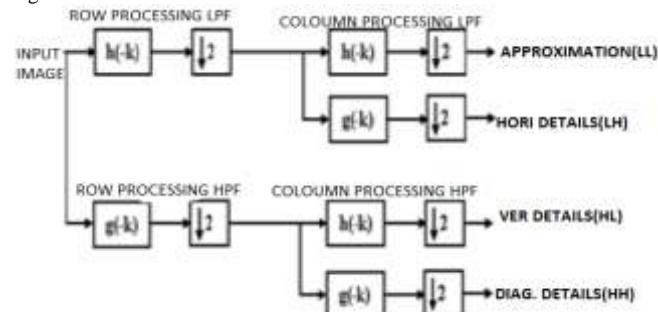 ROW PROCESSING LPF
COLOUMN PROCESSING LPF
INPUT
IMAGE
h(-k)
↓2
h(-k)
↓2
APPROXIMATION(LL)
g(-k)
↓2
HORI DETAILS(LH)
ROW PROCESSING HPF
COLOUMN PROCESSING HPF
g(-k)
↓2
h(-k)
↓2
VER DETAILS(HL)
g(-k)
↓2
DIAG. DETAILS(HH)